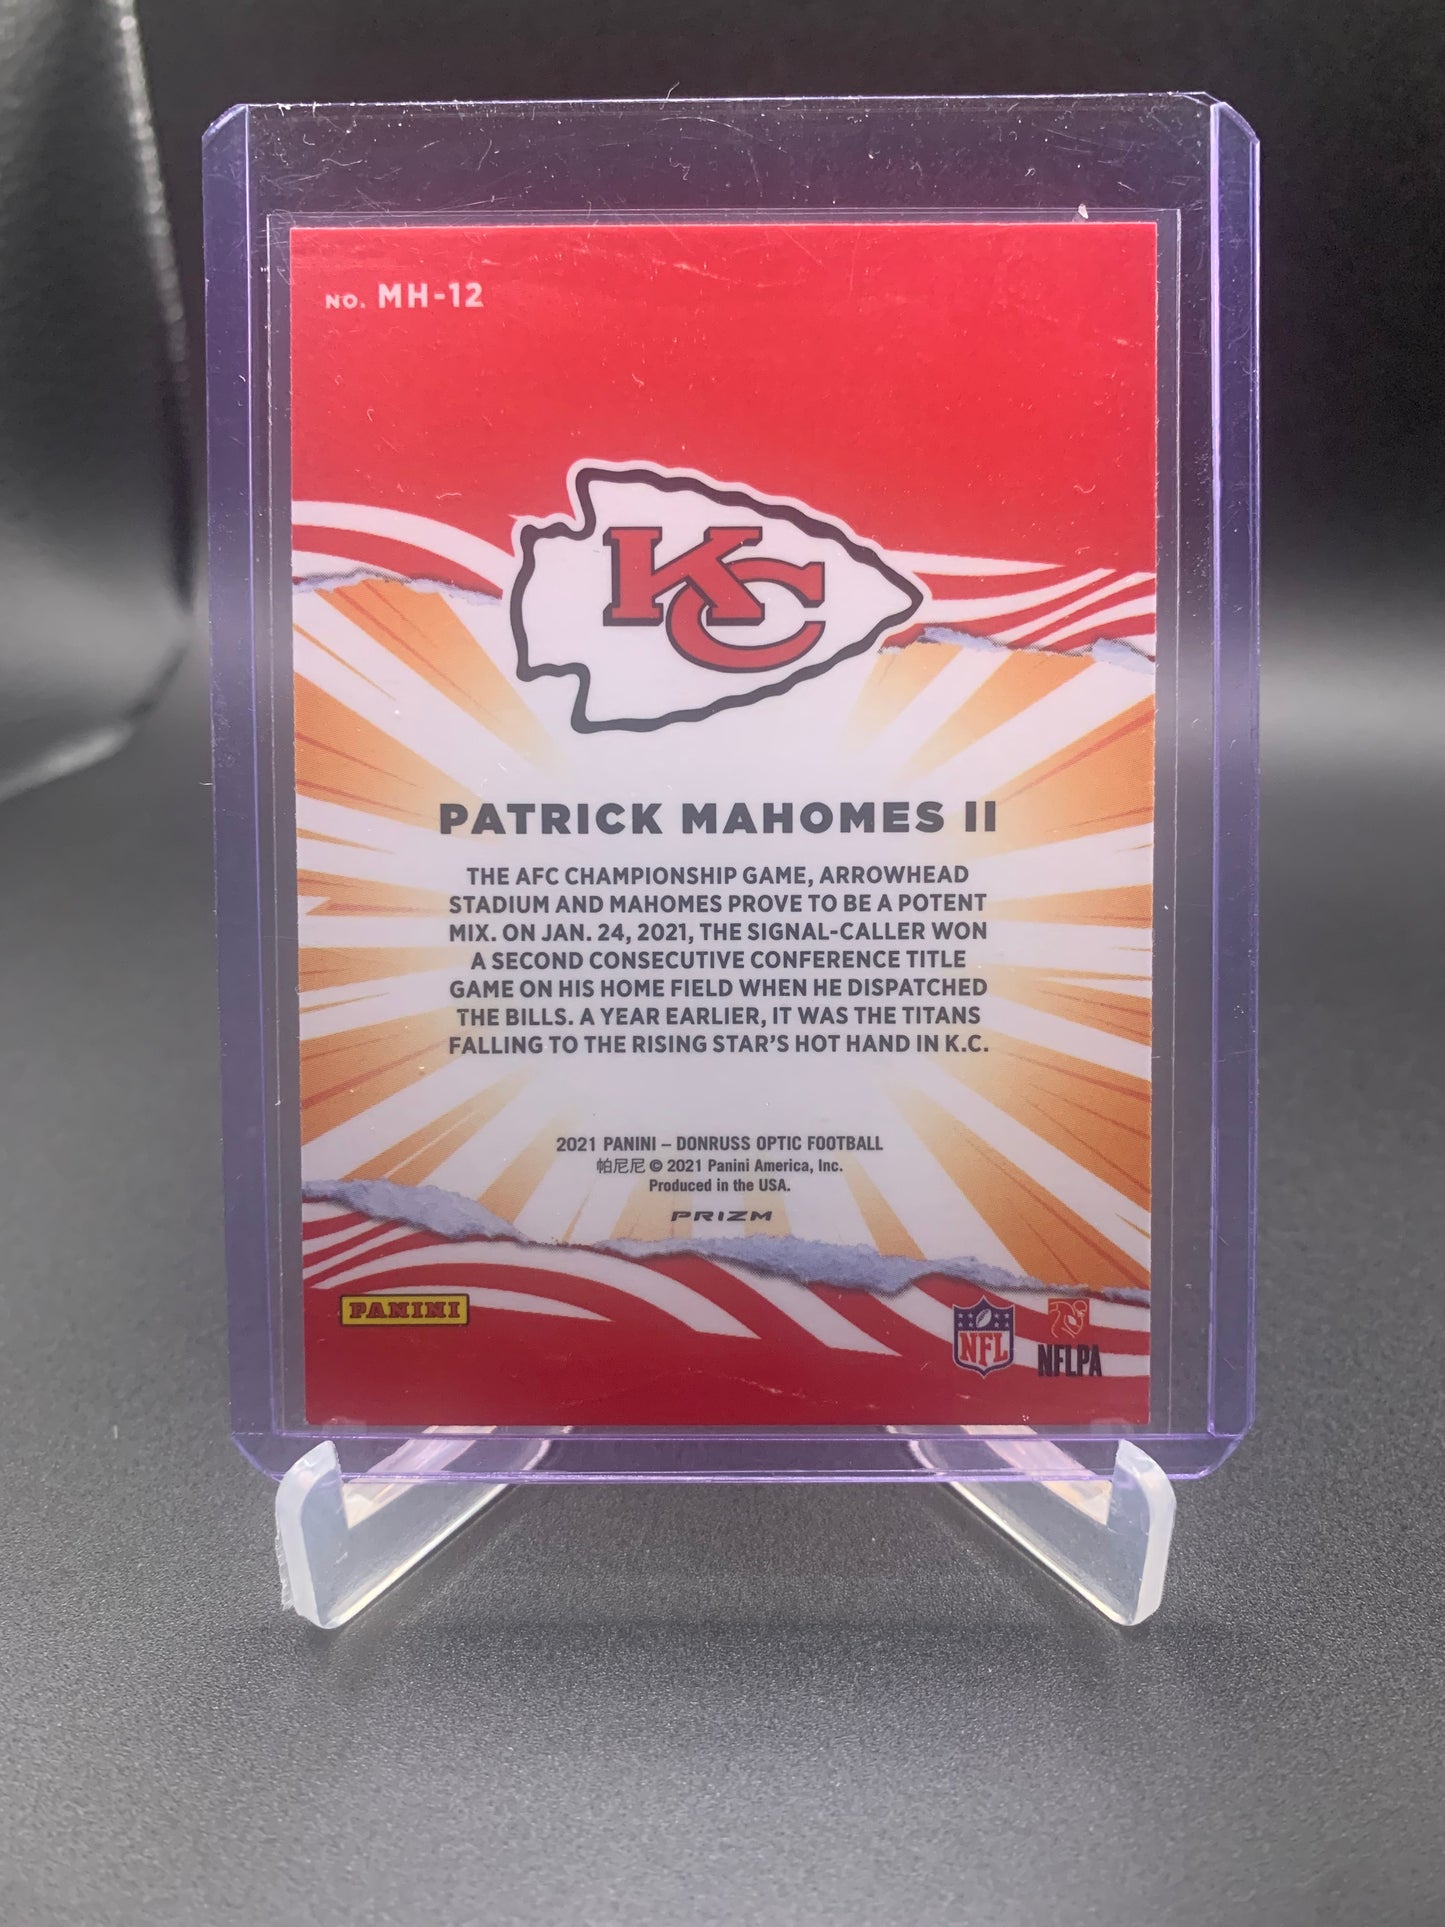 NO. MH-12
KC
PATRICK MAHOMES II
THE AFC CHAMPIONSHIP GAME, ARROWHEAD
STADIUM AND MAHOMES PROVE TO BE A POTENT
MIX. ON JAN. 24, 2021, THE SIGNAL-CALLER WON
A SECOND CONSECUTIVE CONFERENCE TITLE
GAME ON HIS HOME FIELD WHEN HE DISPATCHED
THE BILLS. A YEAR EARLIER, IT WAS THE TITANS
FALLING TO THE RISING STAR'S HOT HAND IN K.C.
2021 PANINI – DONRUSS OPTIC FOOTBALL
帕尼尼 © 2021 Panini America, Inc.
Produced in the USA.
PRIZM
PANINI
NFL
NFLPA